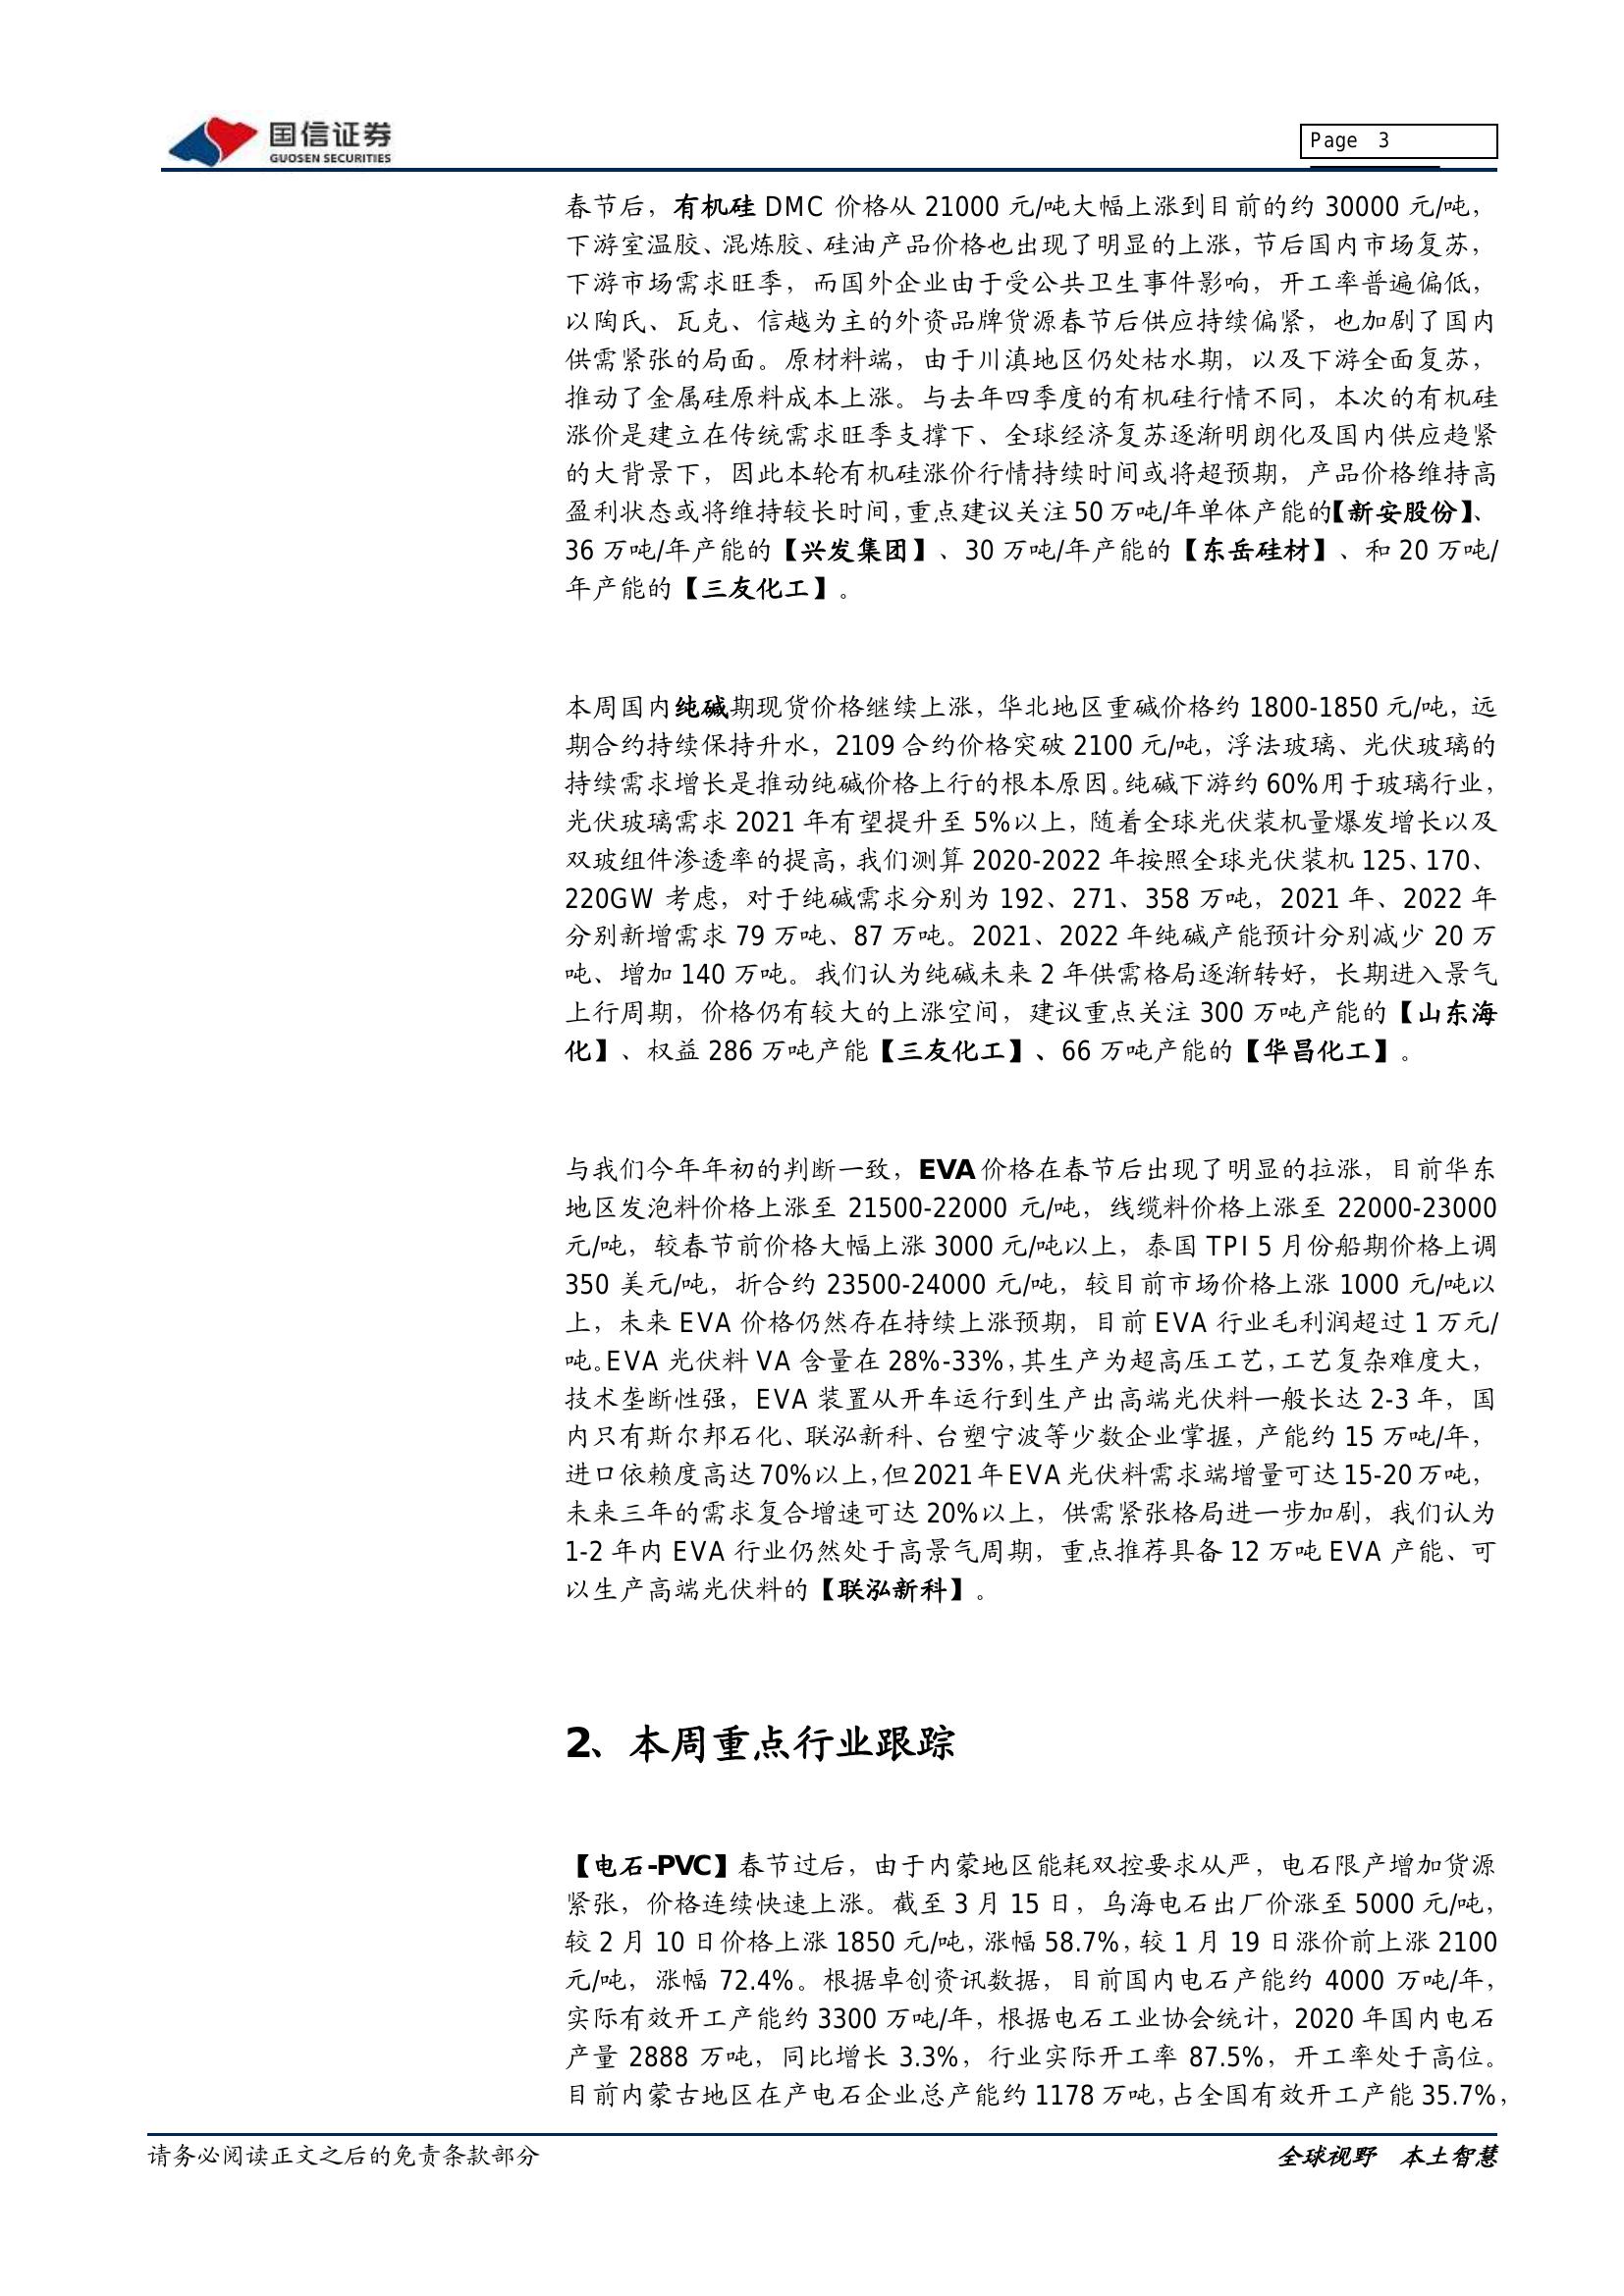 国信证券
GUOSEN SECURITIES
Page 3
春节后，有机硅 DMC 价格从 21000 元/吨大幅上涨到目前的约 30000 元/吨，
下游室温胶、混炼胶、硅油产品价格也出现了明显的上涨，节后国内市场复苏，
下游市场需求旺季，而国外企业由于受公共卫生事件影响，开工率普遍偏低，
以陶氏、瓦克、信越为主的外资品牌货源春节后供应持续偏紧，也加剧了国内
供需紧张的局面。原材料端，由于川滇地区仍处枯水期，以及下游全面复苏，
推动了金属硅原料成本上涨。与去年四季度的有机硅行情不同，本次的有机硅
涨价是建立在传统需求旺季支撑下、全球经济复苏逐渐明朗化及国内供应趋紧
的大背景下，因此本轮有机硅涨价行情持续时间或将超预期，产品价格维持高
盈利状态或将维持较长时间，重点建议关注 50 万吨/年单体产能的【新安股份】、
36 万吨/年产能的【兴发集团】、30 万吨/年产能的【东岳硅材】、和 20 万吨/
年产能的【三友化工】。
本周国内纯碱期现货价格继续上涨，华北地区重碱价格约 1800-1850 元/吨，远
期合约持续保持升水，2109 合约价格突破 2100 元/吨，浮法玻璃、光伏玻璃的
持续需求增长是推动纯碱价格上行的根本原因。纯碱下游约 60%用于玻璃行业，
光伏玻璃需求 2021 年有望提升至 5%以上，随着全球光伏装机量爆发增长以及
双玻组件渗透率的提高，我们测算 2020-2022 年按照全球光伏装机 125、170、
220GW 考虑，对于纯碱需求分别为 192、271、358 万吨，2021 年、2022 年
分别新增需求 79 万吨、87 万吨。2021、2022 年纯碱产能预计分别减少 20 万
吨、增加 140 万吨。我们认为纯碱未来 2 年供需格局逐渐转好，长期进入景气
上行周期，价格仍有较大的上涨空间，建议重点关注 300 万吨产能的【山东海
化】、权益 286 万吨产能【三友化工】、66 万吨产能的【华昌化工】。
与我们今年年初的判断一致，EVA 价格在春节后出现了明显的拉涨，目前华东
地区发泡料价格上涨至 21500-22000 元/吨，线缆料价格上涨至 22000-23000
元/吨，较春节前价格大幅上涨 3000 元/吨以上，泰国 TPI 5 月份船期价格上调
350 美元/吨，折合约 23500-24000 元/吨，较目前市场价格上涨 1000 元/吨以
上，未来 EVA 价格仍然存在持续上涨预期，目前 EVA 行业毛利润超过 1 万元/
吨。EVA 光伏料 VA 含量在 28%-33%，其生产为超高压工艺，工艺复杂难度大，
技术垄断性强，EVA 装置从开车运行到生产出高端光伏料一般长达 2-3 年，国
内只有斯尔邦石化、联泓新科、台塑宁波等少数企业掌握，产能约 15 万吨/年，
进口依赖度高达 70%以上，但 2021 年 EVA 光伏料需求端增量可达 15-20 万吨，
未来三年的需求复合增速可达 20%以上，供需紧张格局进一步加剧，我们认为
1-2 年内 EVA 行业仍然处于高景气周期，重点推荐具备 12 万吨 EVA 产能、可
以生产高端光伏料的【联泓新科】。
2、本周重点行业跟踪
【电石-PVC】春节过后，由于内蒙地区能耗双控要求从严，电石限产增加货源
紧张，价格连续快速上涨。截至 3 月 15 日，乌海电石出厂价涨至 5000 元/吨，
较 2 月 10 日价格上涨 1850 元/吨，涨幅 58.7%，较 1 月 19 日涨价前上涨 2100
元/吨，涨幅 72.4%。根据卓创资讯数据，目前国内电石产能约 4000 万吨/年，
实际有效开工产能约 3300 万吨/年，根据电石工业协会统计，2020 年国内电石
产量 2888 万吨，同比增长 3.3%，行业实际开工率 87.5%，开工率处于高位。
目前内蒙古地区在产电石企业总产能约 1178 万吨，占全国有效开工产能 35.7%，
请务必阅读正文之后的免责条款部分
全球视野 本土智慧